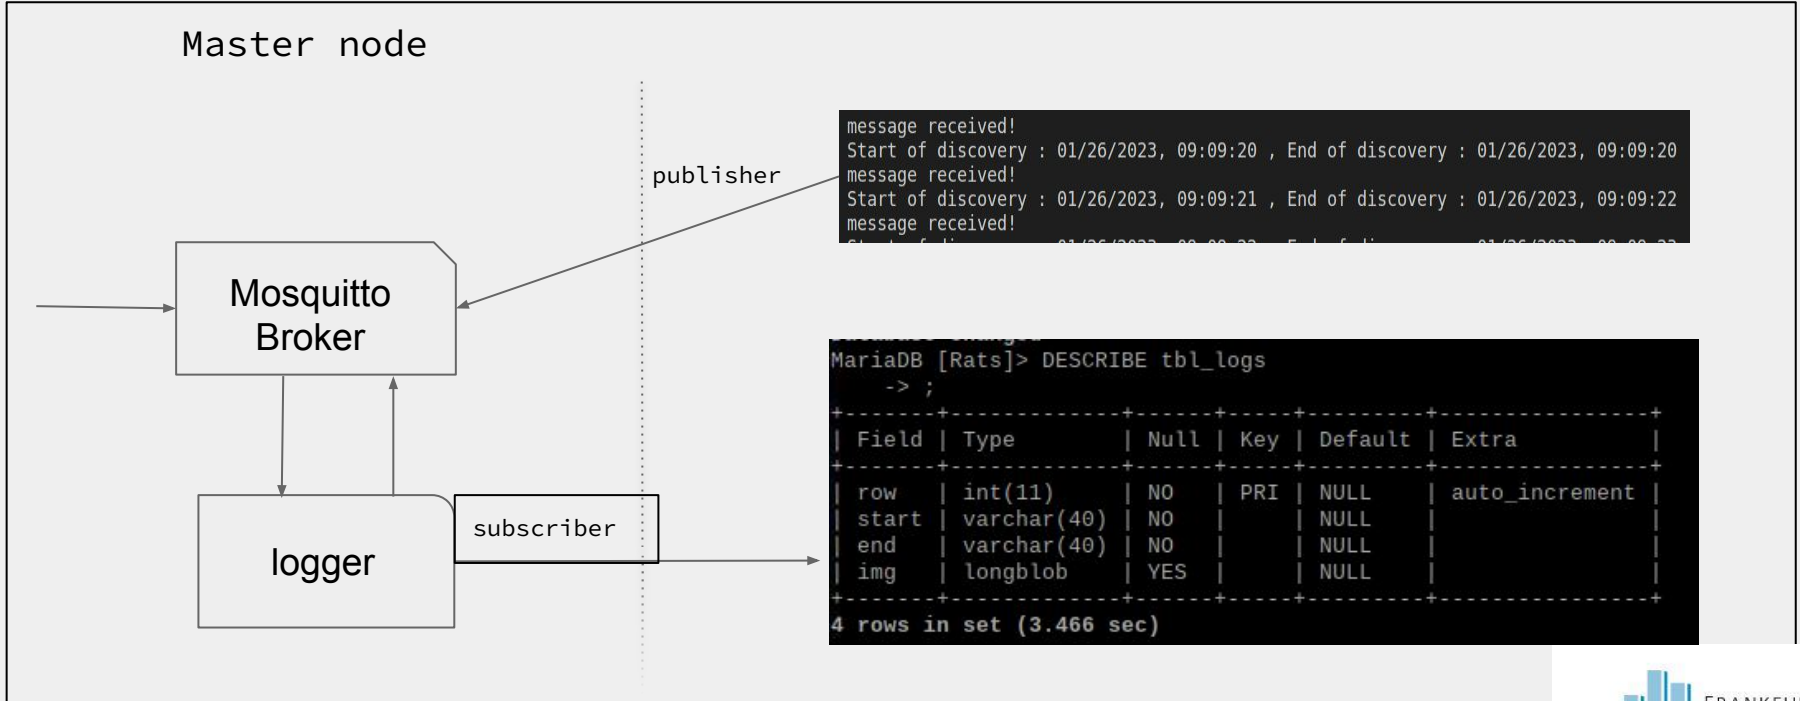 Master node
publisher
message received!
Start of discovery : 01/26/2023, 09:09:20 , End of discovery : 01/26/2023, 09:09:20
message received!
Start of discovery : 01/26/2023, 09:09:21 , End of discovery : 01/26/2023, 09:09:22
message received!
Mosquitto
Broker
MariaDB [Rats]> DESCRIBE tbl_logs
-> ;
+-------+-------------+------+-----+---------+----------------+
| Field | Type | Null | Key | Default | Extra |
+-------+-------------+------+-----+---------+----------------+
| row | int(11) | NO | PRI | NULL | auto_increment |
| start | varchar(40) | NO | | NULL | |
| end | varchar(40) | NO | | NULL | |
| img | longblob | YES | | NULL | |
+-------+-------------+------+-----+---------+----------------+
4 rows in set (3.466 sec)
subscriber
logger